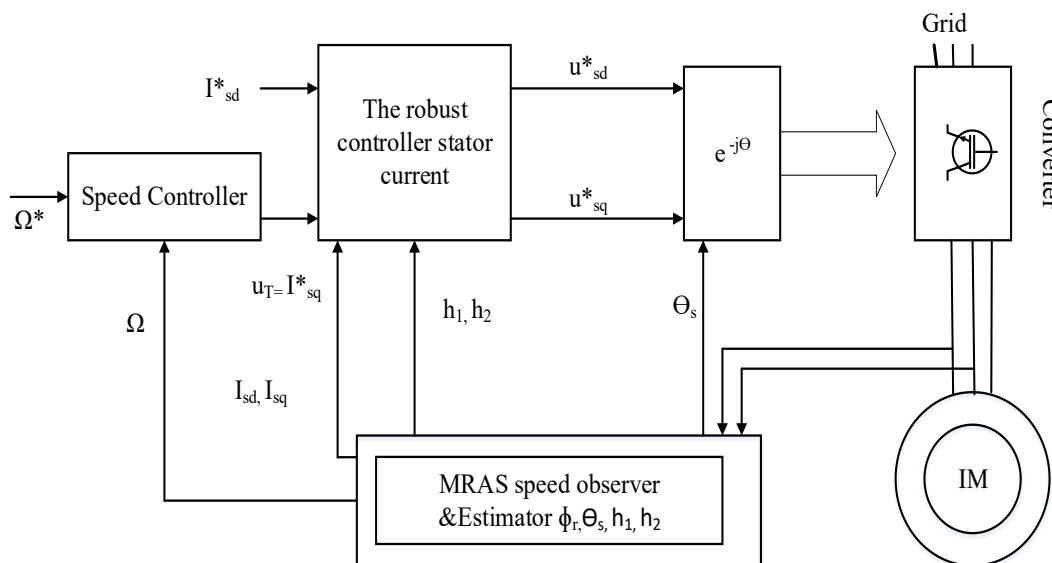 Grid
I*sd
u*sd
The robust
controller stator
current
e -jϴ
Converter
Speed Controller
Ω*
u*sq
uT= I*sq
h1, h2
ϴs
Ω
Isd, Isq
MRAS speed observer
&Estimator ϕr,ϴs, h1, h2
IM